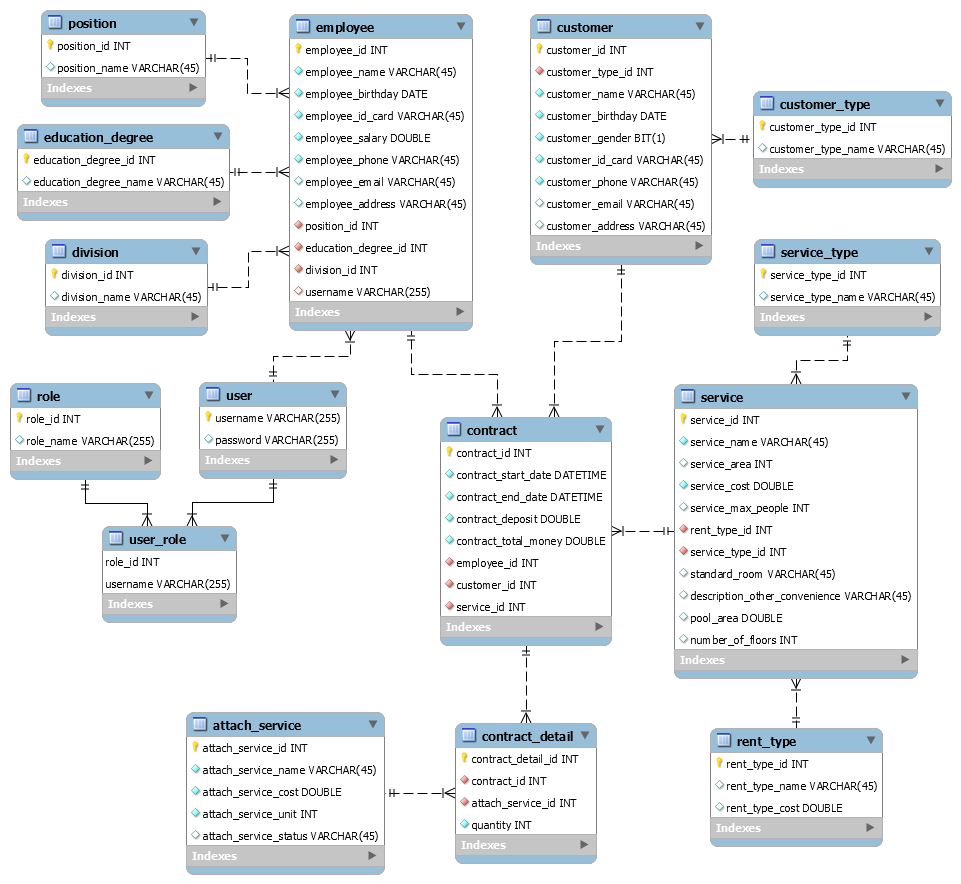 position
position_id INT
position_name VARCHAR(45)
Indexes
education_degree
education_degree_id INT
education_degree_name VARCHAR(45)
Indexes
division
division_id INT
division_name VARCHAR(45)
Indexes
employee
employee_id INT
employee_name VARCHAR(45)
employee_birthday DATE
employee_id_card VARCHAR(45)
employee_salary DOUBLE
employee_phone VARCHAR(45)
employee_email VARCHAR(45)
employee_address VARCHAR(45)
position_id INT
education_degree_id INT
division_id INT
username VARCHAR(255)
Indexes
customer
customer_id INT
customer_type_id INT
customer_name VARCHAR(45)
customer_birthday DATE
customer_gender BIT(1)
customer_id_card VARCHAR(45)
customer_phone VARCHAR(45)
customer_email VARCHAR(45)
customer_address VARCHAR(45)
Indexes
customer_type
customer_type_id INT
customer_type_name VARCHAR(45)
Indexes
service_type
service_type_id INT
service_type_name VARCHAR(45)
Indexes
role
role_id INT
role_name VARCHAR(255)
Indexes
user
username VARCHAR(255)
password VARCHAR(255)
Indexes
user_role
role_id INT
username VARCHAR(255)
Indexes
contract
contract_id INT
contract_start_date DATETIME
contract_end_date DATETIME
contract_deposit DOUBLE
contract_total_money DOUBLE
employee_id INT
customer_id INT
service_id INT
Indexes
service
service_id INT
service_name VARCHAR(45)
service_area INT
service_cost DOUBLE
service_max_people INT
rent_type_id INT
service_type_id INT
standard_room VARCHAR(45)
description_other_convenience VARCHAR(45)
pool_area DOUBLE
number_of_floors INT
Indexes
attach_service
attach_service_id INT
attach_service_name VARCHAR(45)
attach_service_cost DOUBLE
attach_service_unit INT
attach_service_status VARCHAR(45)
Indexes
contract_detail
contract_detail_id INT
contract_id INT
attach_service_id INT
quantity INT
Indexes
rent_type
rent_type_id INT
rent_type_name VARCHAR(45)
rent_type_cost DOUBLE
Indexes